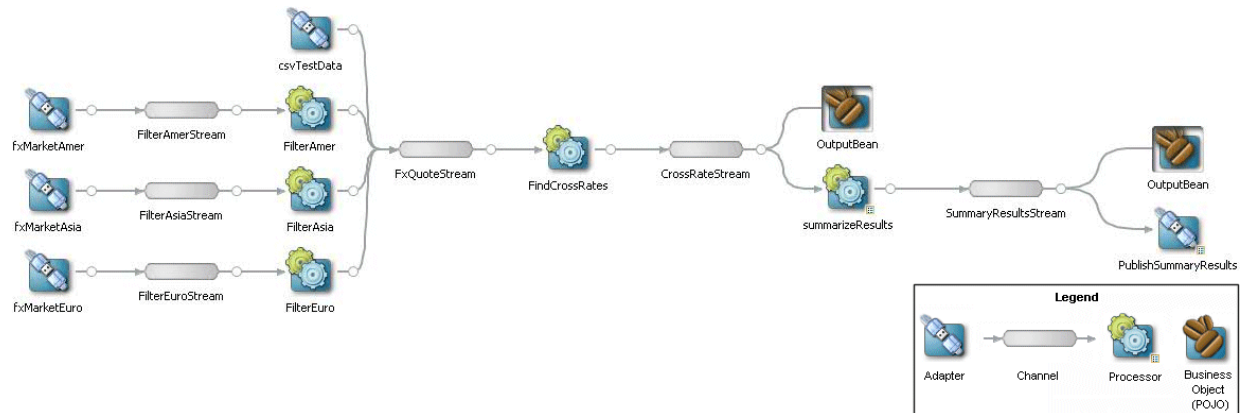 csvTestData
fxMarketAmer
FilterAmerStream
FilterAmer
fxMarketAsia
FilterAsiaStream
FilterAsia
fxMarketEuro
FilterEuroStream
FilterEuro
FxQuoteStream
FindCrossRates
CrossRateStream
OutputBean
summarizeResults
SummaryResultsStream
OutputBean
PublishSummaryResults
Legend
Adapter
Channel
Processor
Business
Object
(POJO)